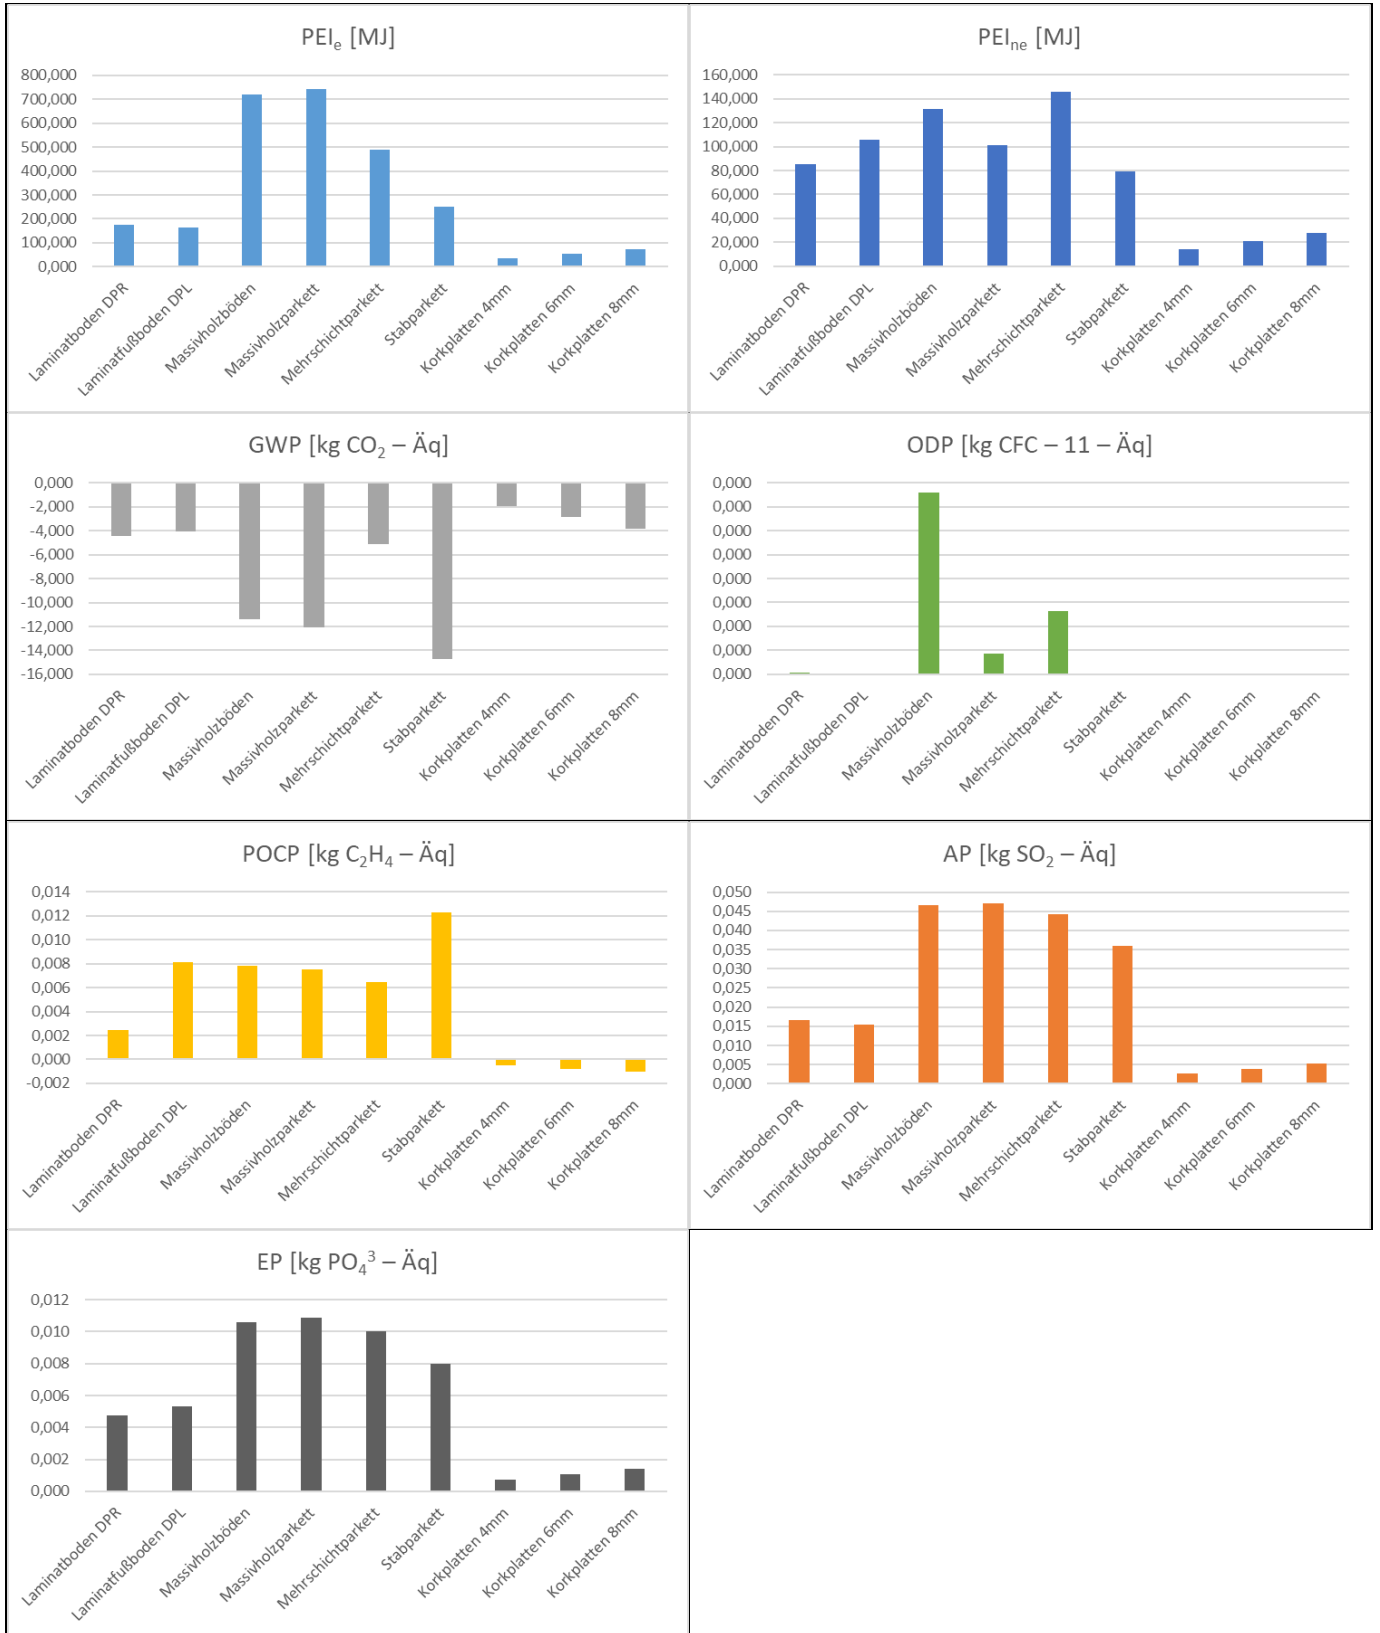 PEIe [MJ]
800,000
700,000
600,000
500,000
400,000
300,000
200,000
100,000
0,000
Laminatboden DPR
Laminatfußboden DPL
Massivholzböden
Massivholzparkett
Mehrschichtparkett
Stabparkett
Korkplatten 4mm
Korkplatten 6mm
Korkplatten 8mm
PEIne [MJ]
160,000
140,000
120,000
100,000
80,000
60,000
40,000
20,000
0,000
Laminatboden DPR
Laminatfußboden DPL
Massivholzböden
Massivholzparkett
Mehrschichtparkett
Stabparkett
Korkplatten 4mm
Korkplatten 6mm
Korkplatten 8mm
GWP [kg CO₂ – Äq]
0,000
-2,000
-4,000
-6,000
-8,000
-10,000
-12,000
-14,000
-16,000
Laminatboden DPR
Laminatfußboden DPL
Massivholzböden
Massivholzparkett
Mehrschichtparkett
Stabparkett
Korkplatten 4mm
Korkplatten 6mm
Korkplatten 8mm
ODP [kg CFC – 11 – Äq]
0,000
0,000
0,000
0,000
0,000
0,000
0,000
0,000
0,000
Laminatboden DPR
Laminatfußboden DPL
Massivholzböden
Massivholzparkett
Mehrschichtparkett
Stabparkett
Korkplatten 4mm
Korkplatten 6mm
Korkplatten 8mm
POCP [kg C₂H₄ – Äq]
0,014
0,012
0,010
0,008
0,006
0,004
0,002
0,000
-0,002
Laminatboden DPR
Laminatfußboden DPL
Massivholzböden
Massivholzparkett
Mehrschichtparkett
Stabparkett
Korkplatten 4mm
Korkplatten 6mm
Korkplatten 8mm
AP [kg SO₂ – Äq]
0,050
0,045
0,040
0,035
0,030
0,025
0,020
0,015
0,010
0,005
0,000
Laminatboden DPR
Laminatfußboden DPL
Massivholzböden
Massivholzparkett
Mehrschichtparkett
Stabparkett
Korkplatten 4mm
Korkplatten 6mm
Korkplatten 8mm
EP [kg PO₄³ – Äq]
0,012
0,010
0,008
0,006
0,004
0,002
0,000
Laminatboden DPR
Laminatfußboden DPL
Massivholzböden
Massivholzparkett
Mehrschichtparkett
Stabparkett
Korkplatten 4mm
Korkplatten 6mm
Korkplatten 8mm